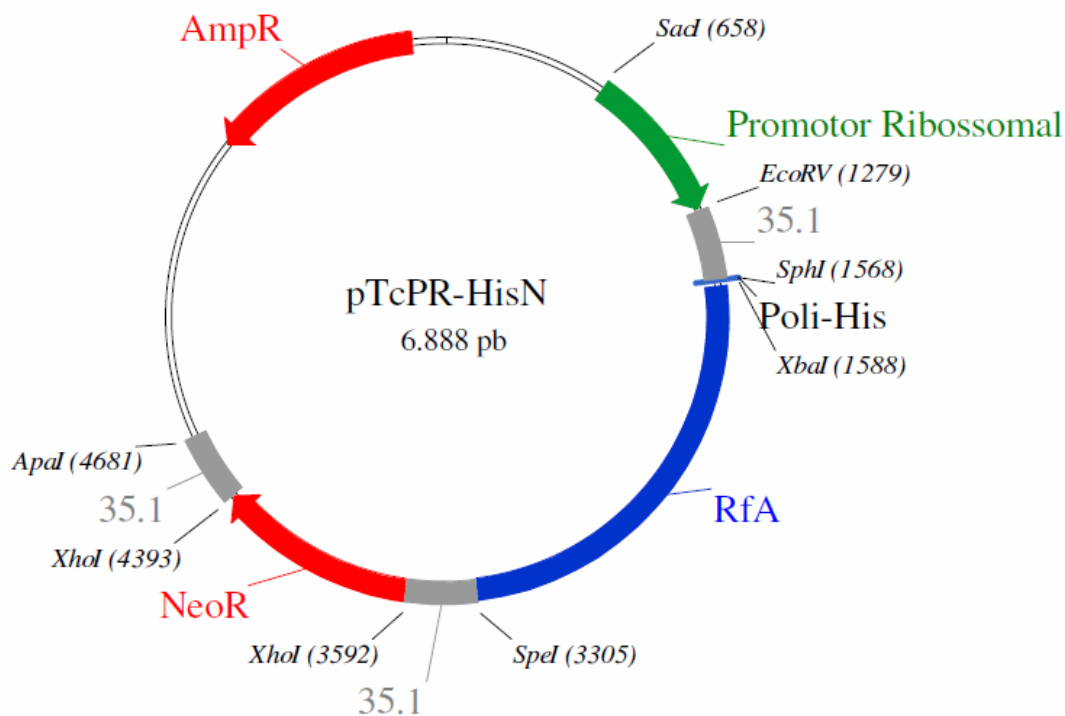 AmpR
SacI (658)
Promotor Ribossomal
EcoRV (1279)
35.1
SphI (1568)
Poli-His
XbaI (1588)
pTcPR-HisN
6.888 pb
RfA
ApaI (4681)
35.1
XhoI (4393)
NeoR
XhoI (3592)
SpeI (3305)
35.1